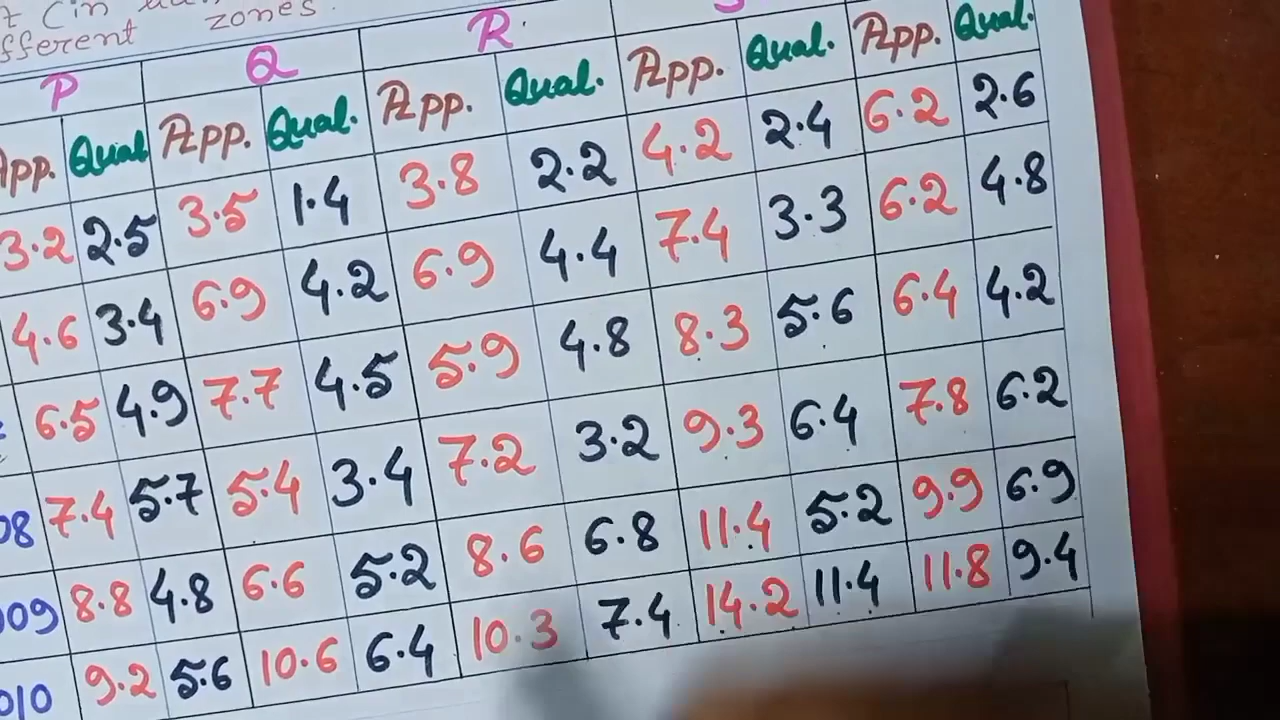 fferent zones.
P Q R
App. Qual App. Qual. App. Qual. App. Qual. App. Qual.
3.2 2.5 3.5 1.4 3.8 2.2 4.2 2.4 6.2 2.6
4.6 3.4 6.9 4.2 6.9 4.4 7.4 3.3 6.2 4.8
6.5 4.9 7.7 4.5 5.9 4.8 8.3 5.6 6.4 4.2
08 7.4 5.7 5.4 3.4 7.2 3.2 9.3 6.4 7.8 6.2
009 8.8 4.8 6.6 5.2 8.6 6.8 11.4 5.2 9.9 6.9
010 9.2 5.6 10.6 6.4 10.3 7.4 14.2 11.4 11.8 9.4